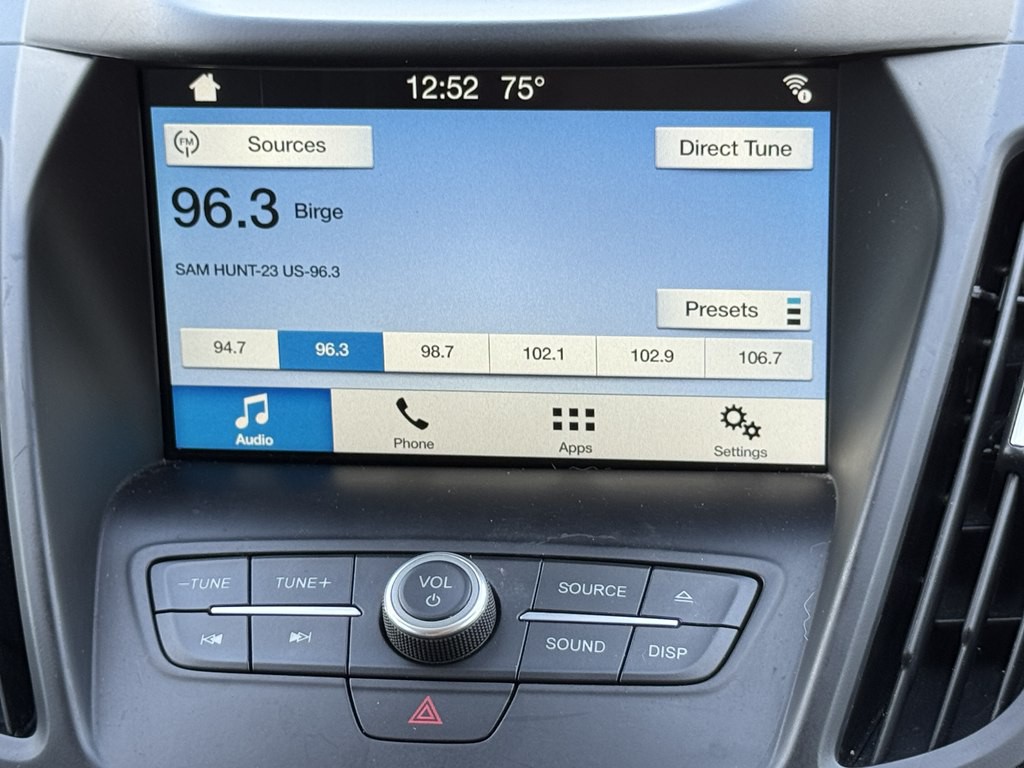 12:52 75°
FM Sources
Direct Tune
96.3 Birge
SAM HUNT-23 US-96.3
Presets
94.7 96.3 98.7 102.1 102.9 106.7
Audio Phone Apps Settings
–TUNE TUNE+ VOL SOURCE
SOUND DISP